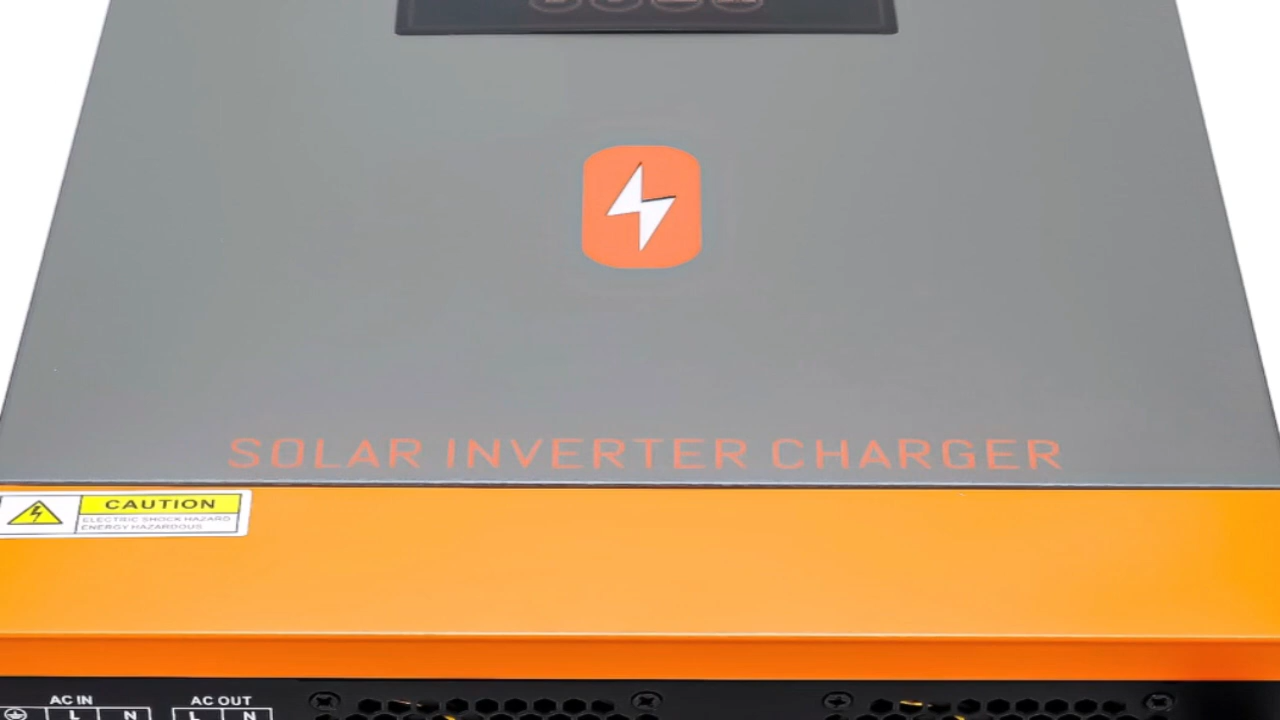 SOLAR INVERTER CHARGER
CAUTION
ELECTRIC SHOCK HAZARD
ENERGY HAZARDOUS
AC IN
AC OUT
L N
L N